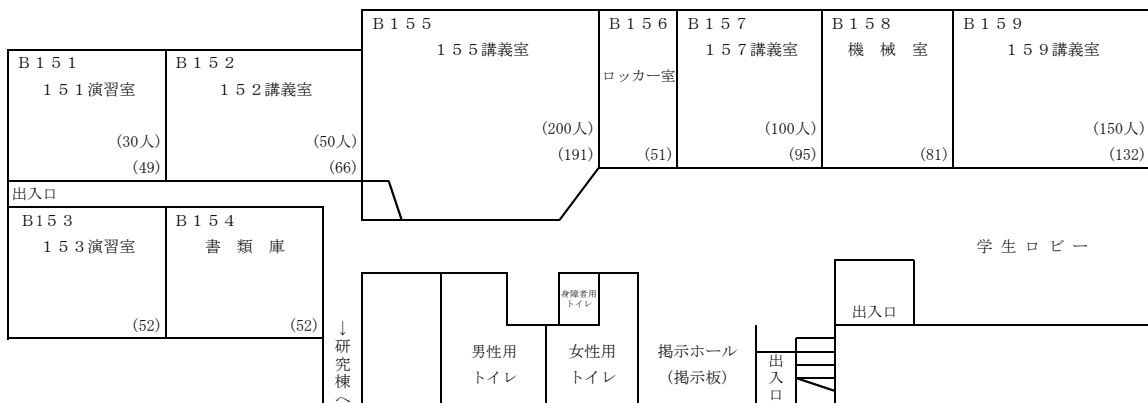 Ｂ１５１
１５１演習室
(30人)
(49)
Ｂ１５２
１５２講義室
(50人)
(66)
Ｂ１５５
１５５講義室
(200人)
(191)
Ｂ１５６
ロッカー室
(51)
Ｂ１５７
１５７講義室
(100人)
(95)
Ｂ１５８
機　械　室
(81)
Ｂ１５９
１５９講義室
(150人)
(132)
出入口
Ｂ1５３
１５３演習室
(52)
Ｂ１５４
書　類　庫
(52)
学 生 ロ ビ ー
↓研究棟へ
男性用
トイレ
身障者用
トイレ
女性用
トイレ
掲示ホール
(掲示板)
出入口
出入口